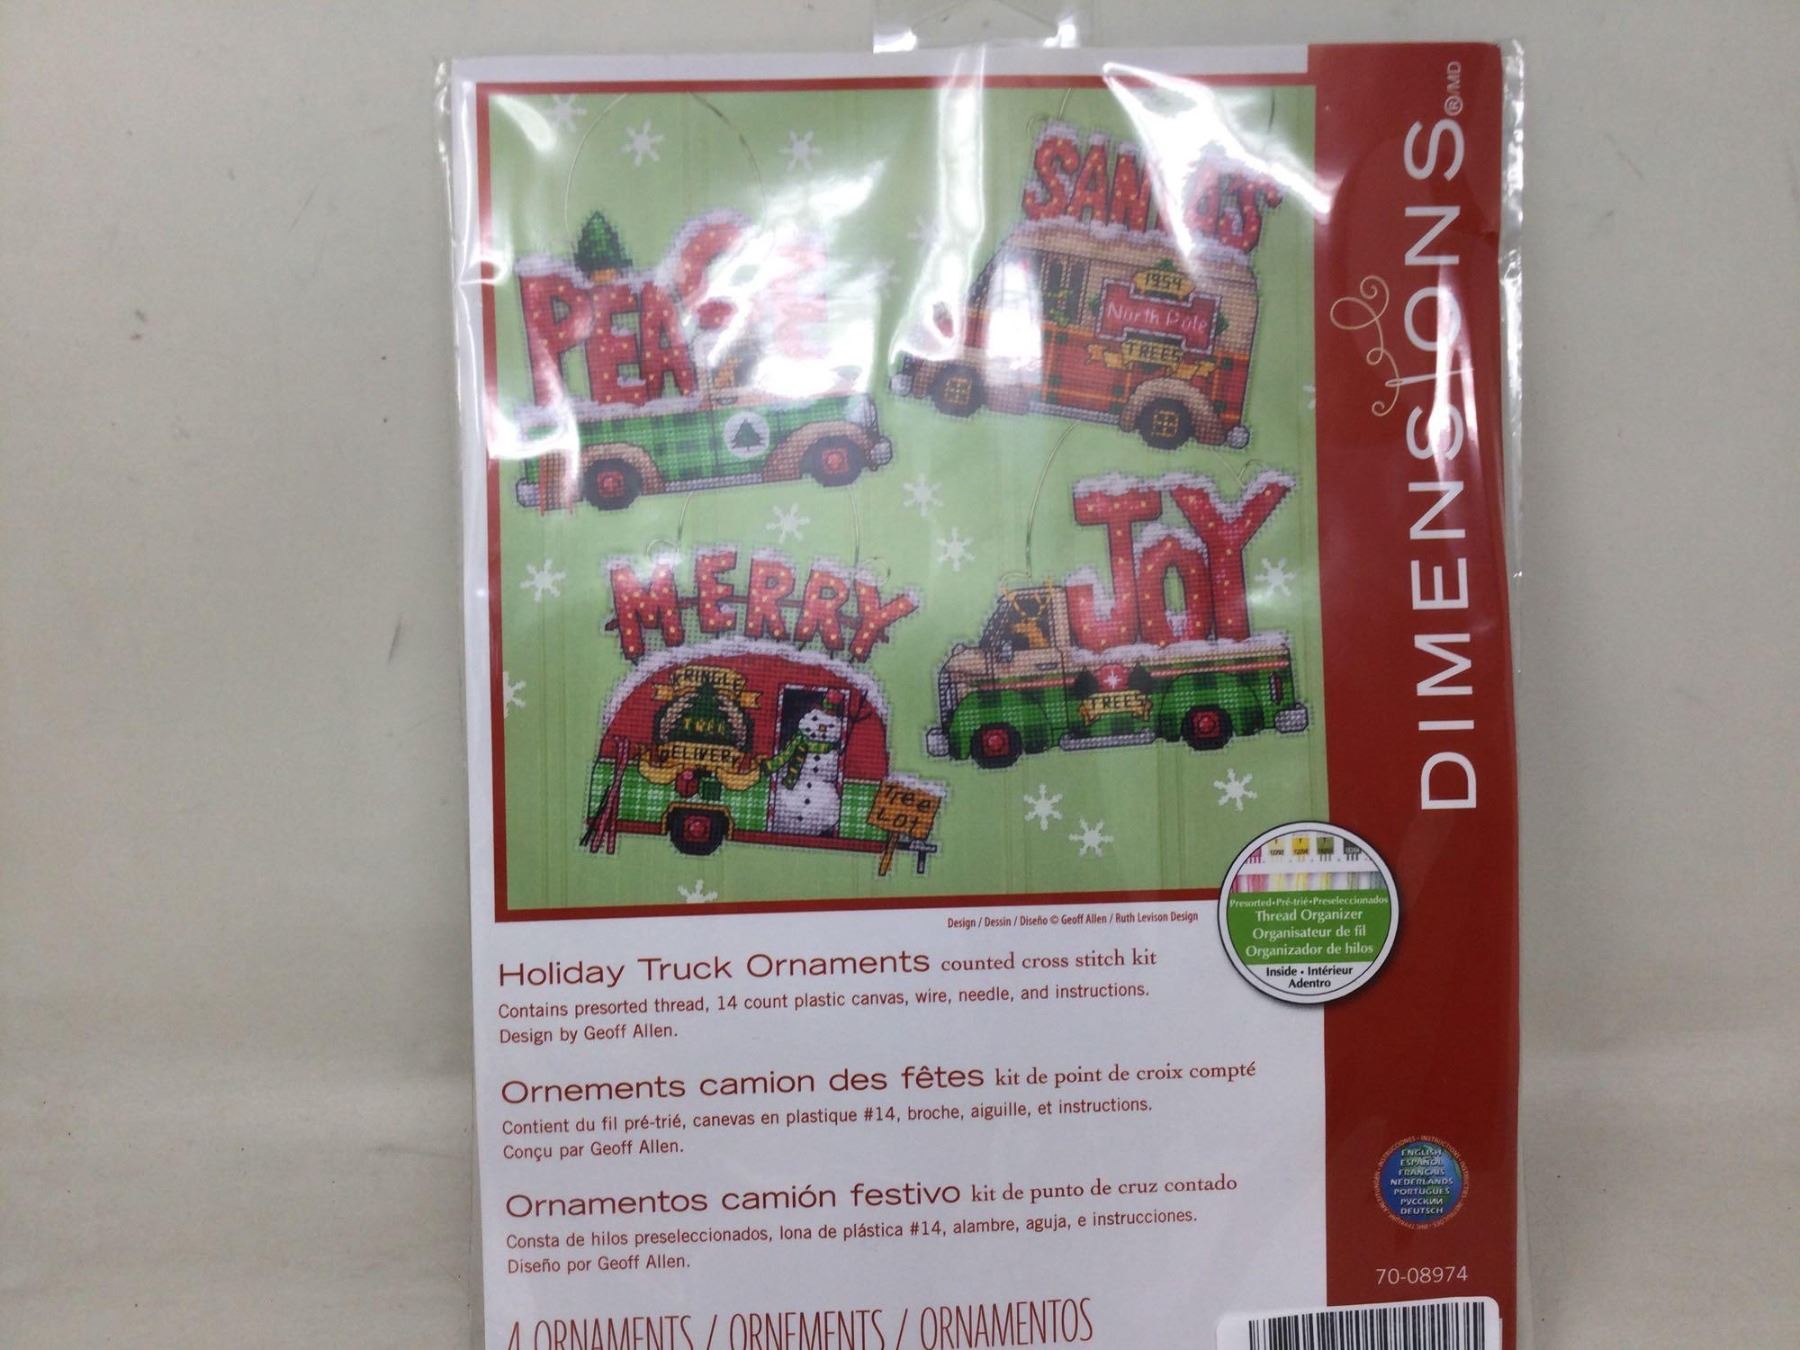 PEACE
SANTA'S
1954
North Pole
TREES
MERRY
KRINGLE
TREE
DELIVERY
Tree
Lot
JOY
TREE
DIMENSIONS®/MD
Design / Dessin / Diseño © Geoff Allen / Ruth Levison Design
Presorted•Pré-trié•Preseleccionados
Thread Organizer
Organisateur de fil
Organizador de hilos
Inside • Intérieur
Adentro
Holiday Truck Ornaments counted cross stitch kit
Contains presorted thread, 14 count plastic canvas, wire, needle, and instructions.
Design by Geoff Allen.
Ornements camion des fêtes kit de point de croix compté
Contient du fil pré-trié, canevas en plastique #14, broche, aiguille, et instructions.
Conçu par Geoff Allen.
Ornamentos camión festivo kit de punto de cruz contado
Consta de hilos preseleccionados, lona de plástica #14, alambre, aguja, e instrucciones.
Diseño por Geoff Allen.
ENGLISH
ESPAÑOL
FRANÇAIS
NEDERLANDS
PORTUGUÊS
РУССКИЙ
DEUTSCH
70-08974
4 ORNAMENTS / ORNEMENTS / ORNAMENTOS